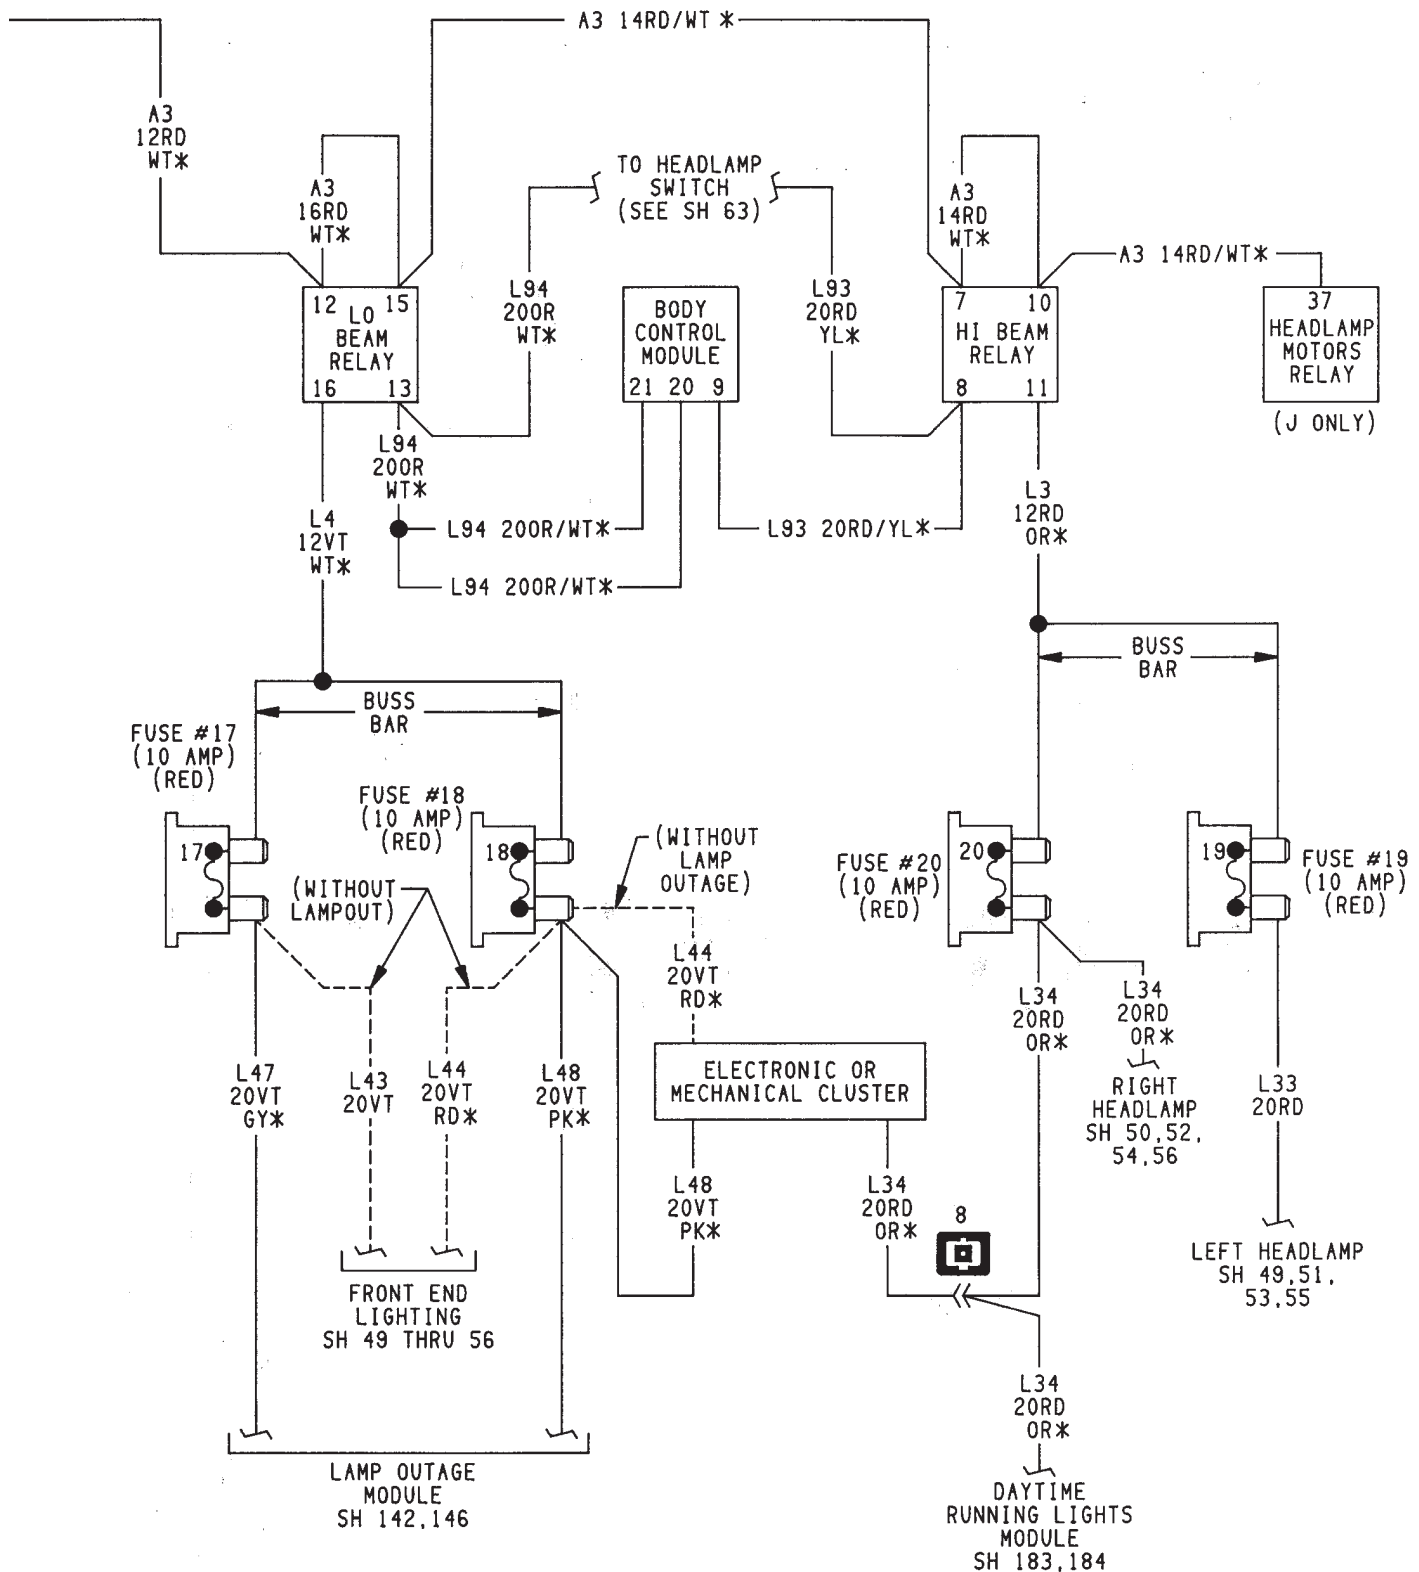 A3 14RD/WT *
A3
12RD
WT*
A3
16RD
WT*
TO HEADLAMP
SWITCH
(SEE SH 63)
A3
14RD
WT*
A3 14RD/WT*
L94
20OR
WT*
L93
20RD
YL*
12 15
LO
BEAM
RELAY
16 13
BODY
CONTROL
MODULE
21 20 9
7 10
HI BEAM
RELAY
8 11
37
HEADLAMP
MOTORS
RELAY
(J ONLY)
L94
20OR
WT*
L4
12VT
WT*
L94 20OR/WT*
L94 20OR/WT*
L93 20RD/YL*
L3
12RD
OR*
BUSS
BAR
BUSS
BAR
FUSE #17
(10 AMP)
(RED)
FUSE #18
(10 AMP)
(RED)
17
18
(WITHOUT
LAMP
OUTAGE)
(WITHOUT
LAMPOUT)
FUSE #20
(10 AMP)
(RED)
20
19
FUSE #19
(10 AMP)
(RED)
L44
20VT
RD*
L34
20RD
OR*
L34
20RD
OR*
RIGHT
HEADLAMP
SH 50,52,
54,56
L47
20VT
GY*
L43
20VT
L44
20VT
RD*
L48
20VT
PK*
ELECTRONIC OR
MECHANICAL CLUSTER
L33
20RD
L48
20VT
PK*
L34
20RD
OR*
8
LEFT HEADLAMP
SH 49,51,
53,55
FRONT END
LIGHTING
SH 49 THRU 56
L34
20RD
OR*
LAMP OUTAGE
MODULE
SH 142,146
DAYTIME
RUNNING LIGHTS
MODULE
SH 183,184